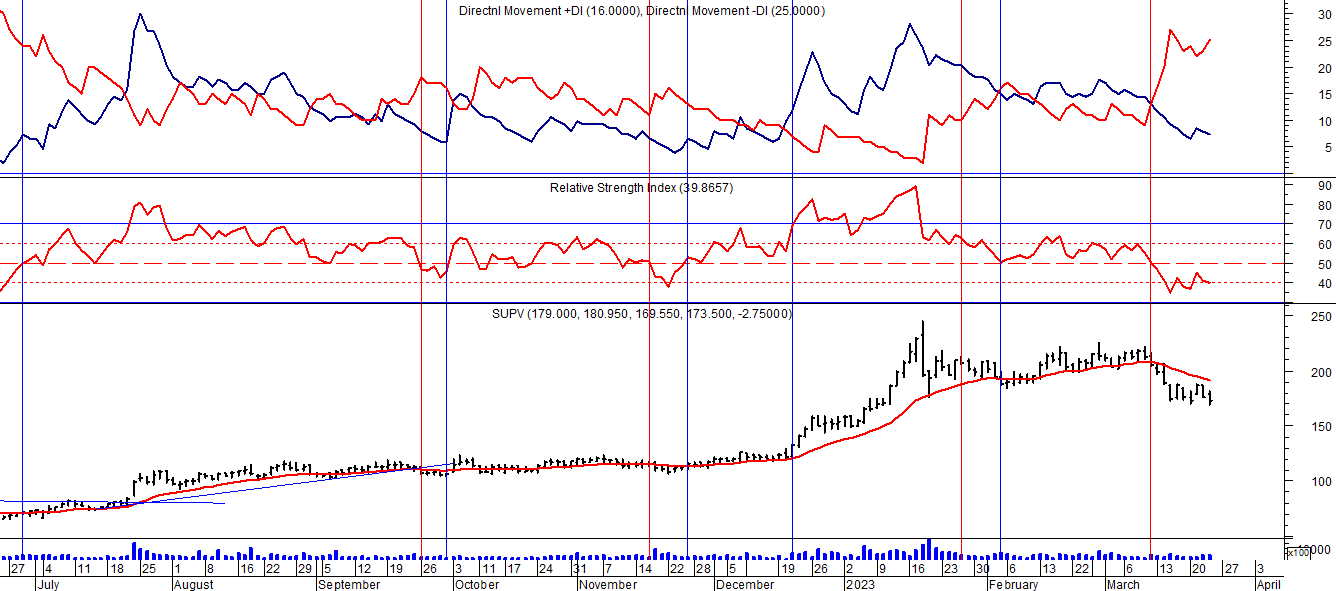 Directnl Movement +DI (16.0000), Directnl Movement -DI (25.0000)
30
25
20
15
10
5
Relative Strength Index (39.8657)
90
80
70
60
50
40
SUPV (179.000, 180.950, 169.550, 173.500, -2.75000)
250
200
150
100
10000
x100
27 4 11 18 25 1 8 16 22 29 5 12 19 26 3 11 17 24 31 7 14 22 28 5 12 19 26 2 9 16 23 30 6 13 22 1 6 13 20 27 3
July August September October November December 2023 February March April